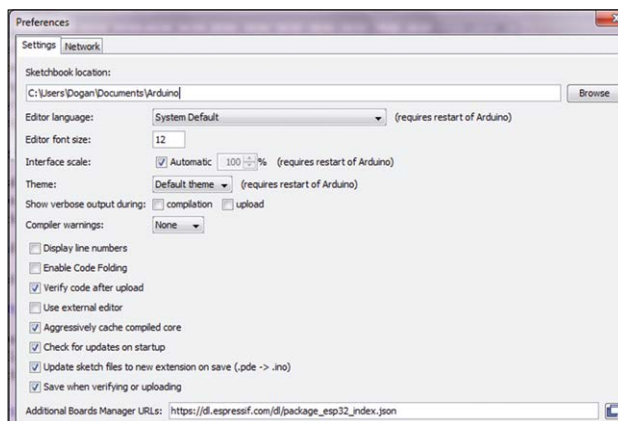 Preferences
Settings Network
Sketchbook location:
C:\Users\Dogan\Documents\Arduino Browse
Editor language: System Default (requires restart of Arduino)
Editor font size: 12
Interface scale: Automatic 100 % (requires restart of Arduino)
Theme: Default theme (requires restart of Arduino)
Show verbose output during: compilation upload
Compiler warnings: None
Display line numbers
Enable Code Folding
Verify code after upload
Use external editor
Aggressively cache compiled core
Check for updates on startup
Update sketch files to new extension on save (.pde -> .ino)
Save when verifying or uploading
Additional Boards Manager URLs: https://dl.espressif.com/dl/package_esp32_index.json